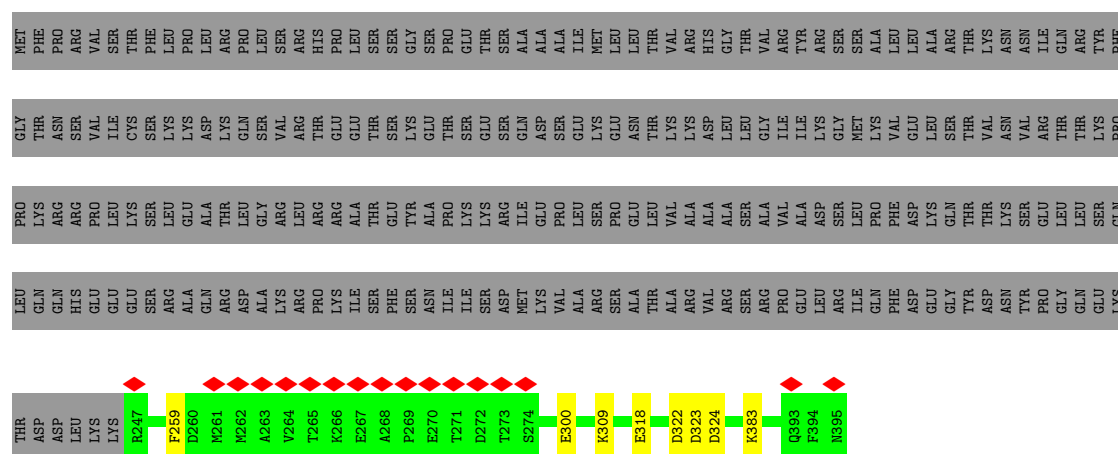 MET PHE PRO ARG VAL SER THR PHE LEU PRO LEU ARG PRO LEU SER ARG HIS PRO LEU SER SER GLY SER PRO GLU THR SER ALA ALA ALA ILE MET LEU LEU THR VAL ARG HIS GLY THR VAL ARG TYR ARG SER SER ALA LEU LEU ALA ARG THR LYS ASN ASN ILE GLN ARG TYR PHE
GLY THR ASN SER VAL ILE CYS SER LYS LYS ASP LYS GLN SER VAL ARG THR GLU GLU THR SER LYS GLU THR SER GLU SER GLN ASP SER GLU LYS GLU ASN THR LYS LYS ASP LEU LEU GLY ILE ILE LYS GLY MET LYS VAL GLU LEU SER THR VAL ASN VAL ARG THR THR LYS PRO
PRO LYS ARG ARG PRO LEU LYS SER LEU GLU ALA THR LEU GLY ARG LEU ARG ARG ALA THR GLU TYR ALA PRO LYS LYS ARG ILE GLU PRO LEU SER PRO GLU LEU VAL ALA ALA ALA SER ALA VAL ALA ASP SER LEU PRO PHE ASP LYS GLN THR THR LYS SER GLU LEU LEU SER GLN
LEU GLN GLN HIS GLU GLU GLU SER ARG ALA GLN ARG ASP ALA LYS ARG PRO LYS ILE SER PHE SER ASN ILE ILE SER ASP MET LYS VAL ALA ARG SER ALA THR ALA ARG VAL ARG SER ARG PRO GLU LEU ARG ILE GLN PHE ASP GLU GLY TYR ASP ASN TYR PRO GLY GLN GLU LYS
THR ASP ASP LEU LYS LYS R247 F259 D260 M261 M262 A263 V264 T265 K266 E267 A268 P269 E270 T271 D272 T273 S274 E300 K309 E318 D322 D323 D324 K383 Q393 F394 N395